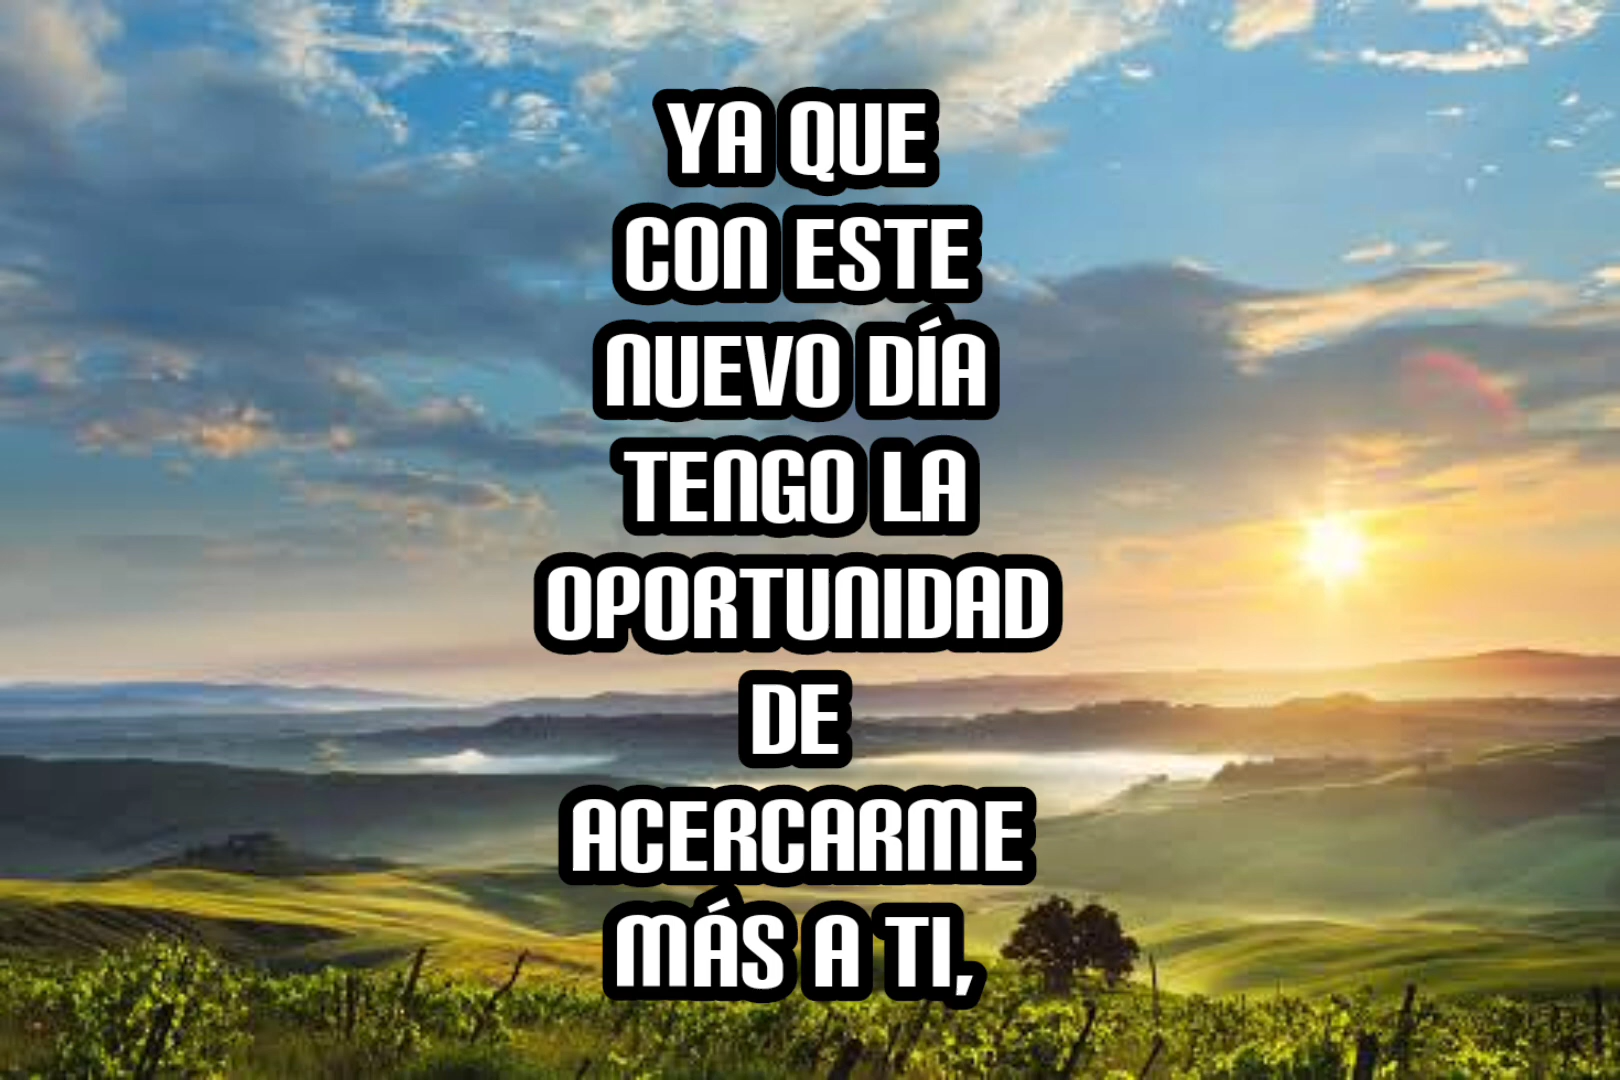 YA QUE
CON ESTE
NUEVO DÍA
TENGO LA
OPORTUNIDAD
DE
ACERCARME
MÁS A TI,